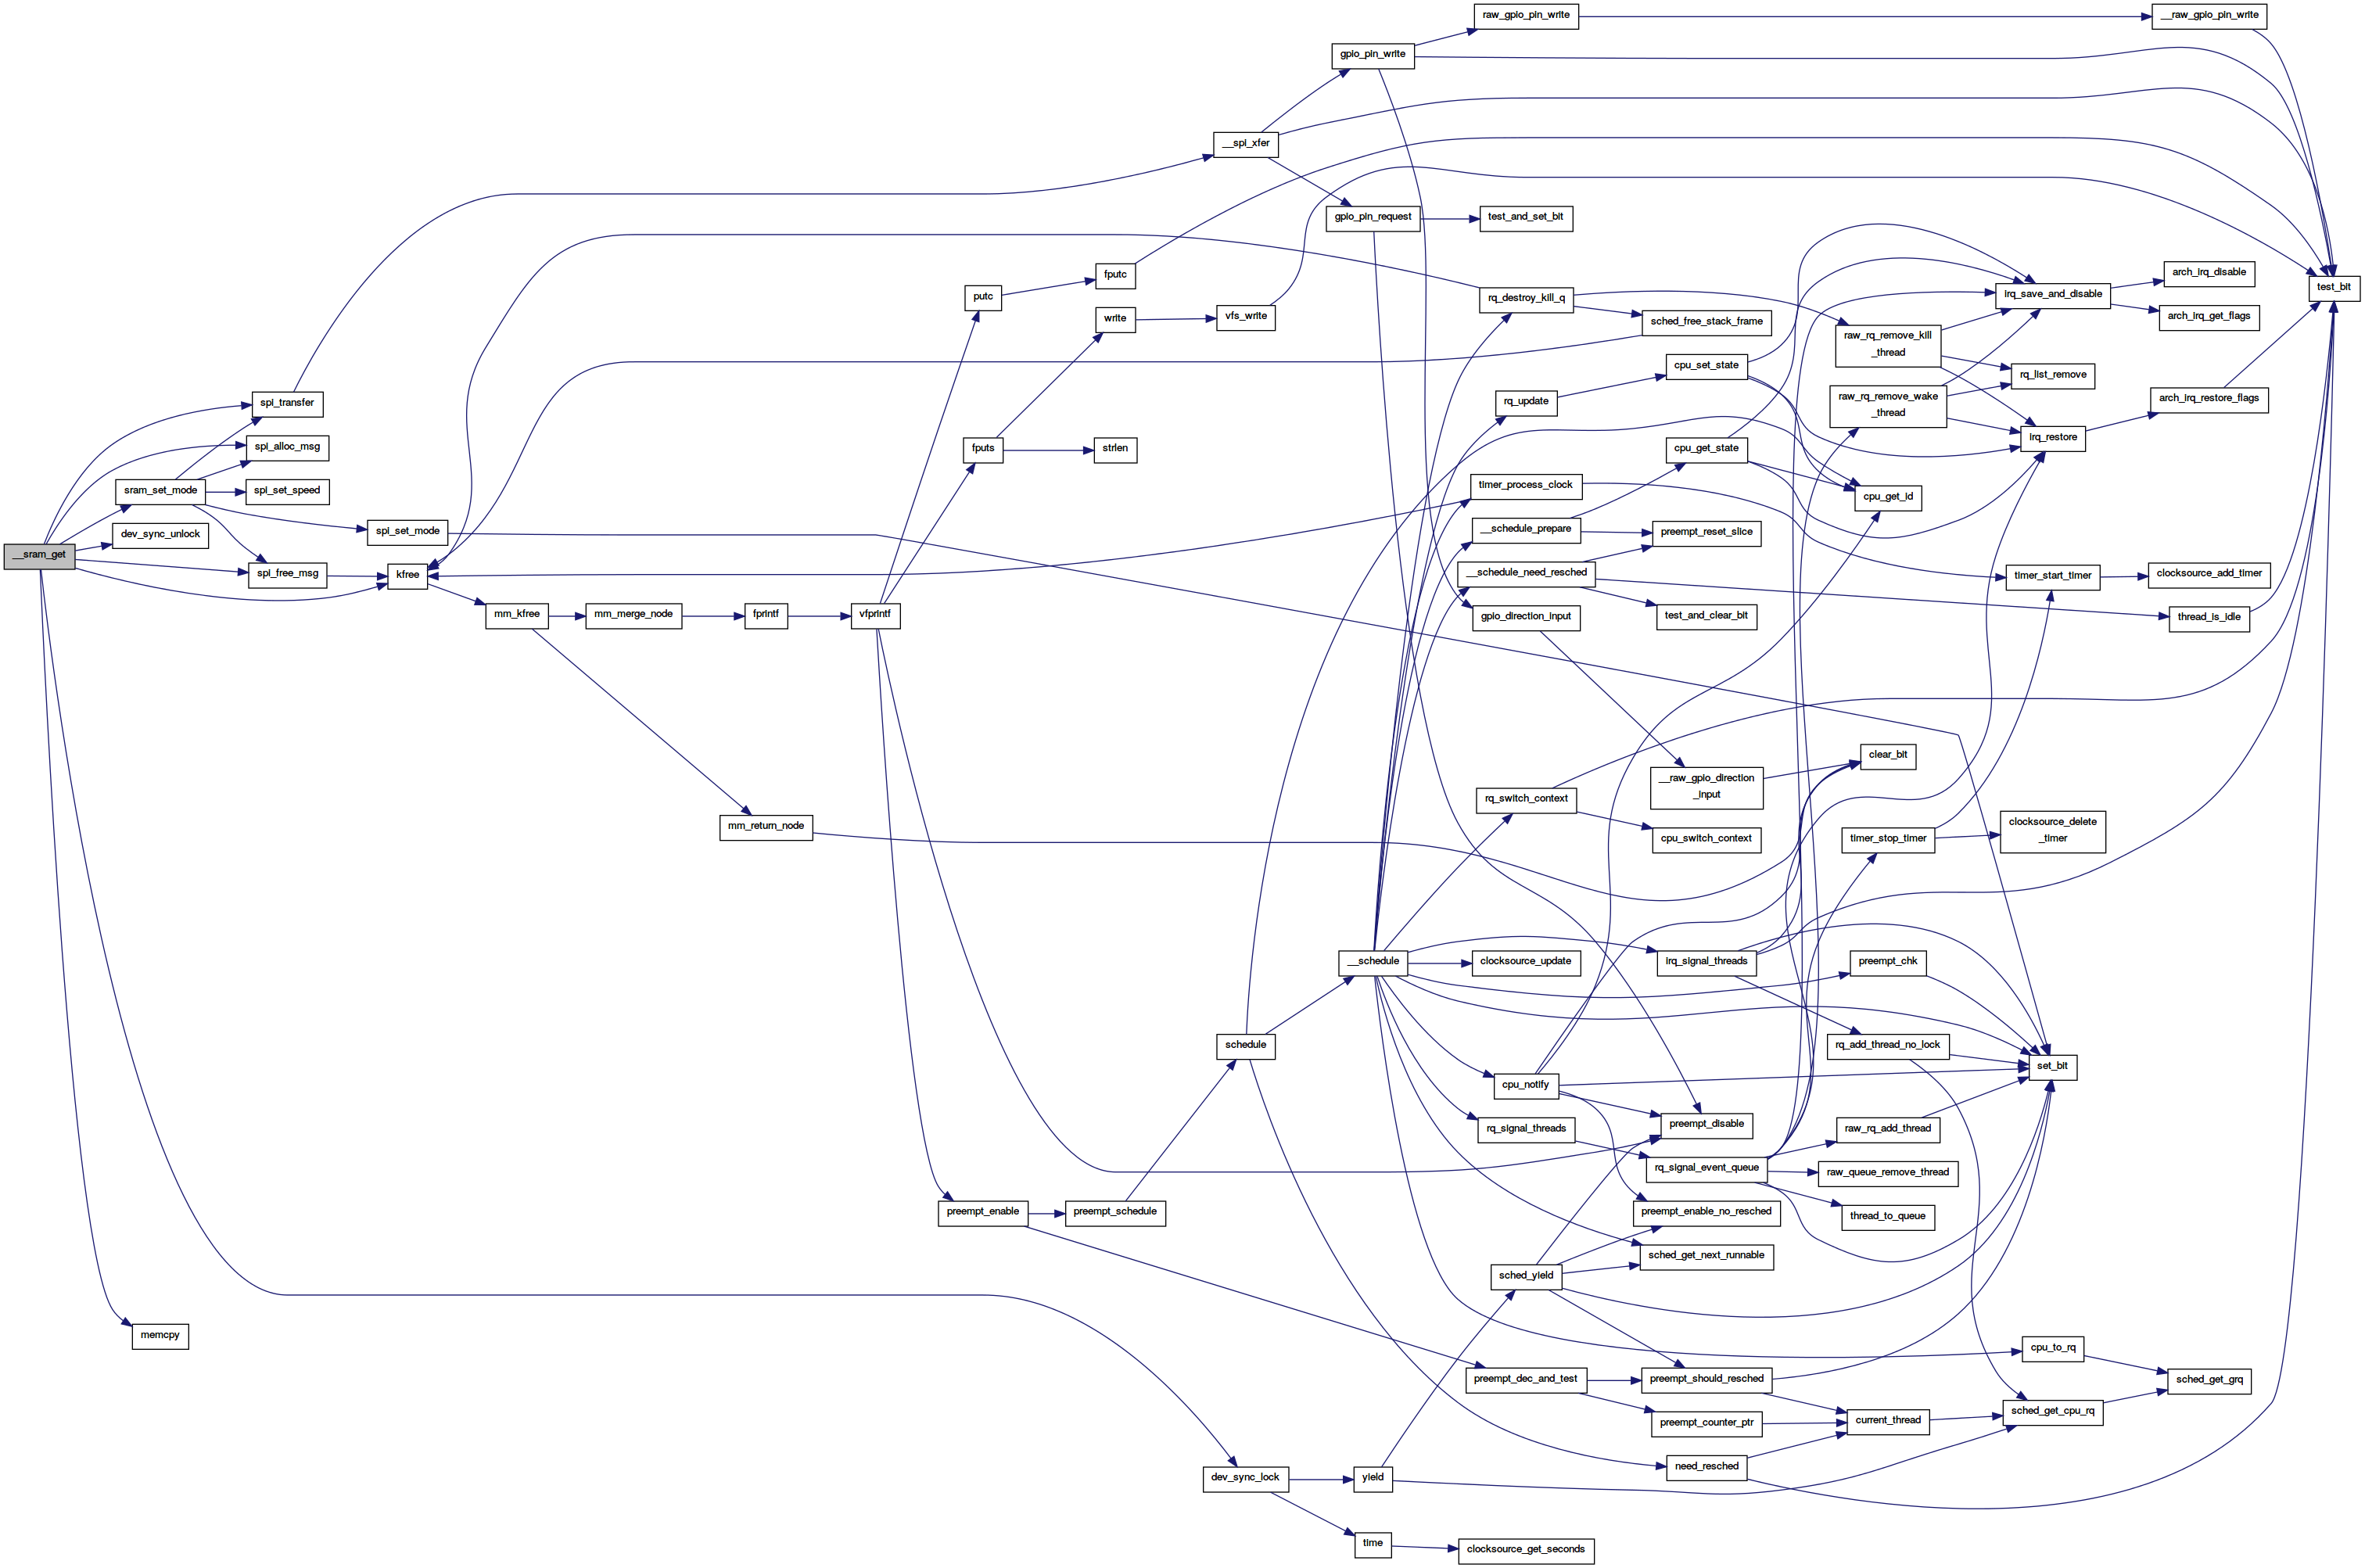 raw_gpio_pin_write
__raw_gpio_pin_write
gpio_pin_write
__spi_xfer
gpio_pin_request
test_and_set_bit
fputc
arch_irq_disable
test_bit
putc
rq_destroy_kill_q
irq_save_and_disable
write
vfs_write
arch_irq_get_flags
sched_free_stack_frame
raw_rq_remove_kill
_thread
cpu_set_state
rq_list_remove
spi_transfer
rq_update
raw_rq_remove_wake
_thread
arch_irq_restore_flags
spi_alloc_msg
irq_restore
fputs
strlen
cpu_get_state
sram_set_mode
spi_set_speed
timer_process_clock
cpu_get_id
dev_sync_unlock
spi_set_mode
__schedule_prepare
preempt_reset_slice
__sram_get
spi_free_msg
kfree
__schedule_need_resched
timer_start_timer
clocksource_add_timer
mm_kfree
mm_merge_node
fprintf
vfprintf
gpio_direction_input
test_and_clear_bit
thread_is_idle
clear_bit
__raw_gpio_direction
_input
rq_switch_context
mm_return_node
cpu_switch_context
timer_stop_timer
clocksource_delete
_timer
__schedule
clocksource_update
irq_signal_threads
preempt_chk
schedule
rq_add_thread_no_lock
set_bit
cpu_notify
rq_signal_threads
preempt_disable
raw_rq_add_thread
rq_signal_event_queue
raw_queue_remove_thread
preempt_enable
preempt_schedule
preempt_enable_no_resched
thread_to_queue
sched_get_next_runnable
sched_yield
memcpy
cpu_to_rq
preempt_dec_and_test
preempt_should_resched
sched_get_grq
preempt_counter_ptr
current_thread
sched_get_cpu_rq
dev_sync_lock
yield
need_resched
time
clocksource_get_seconds